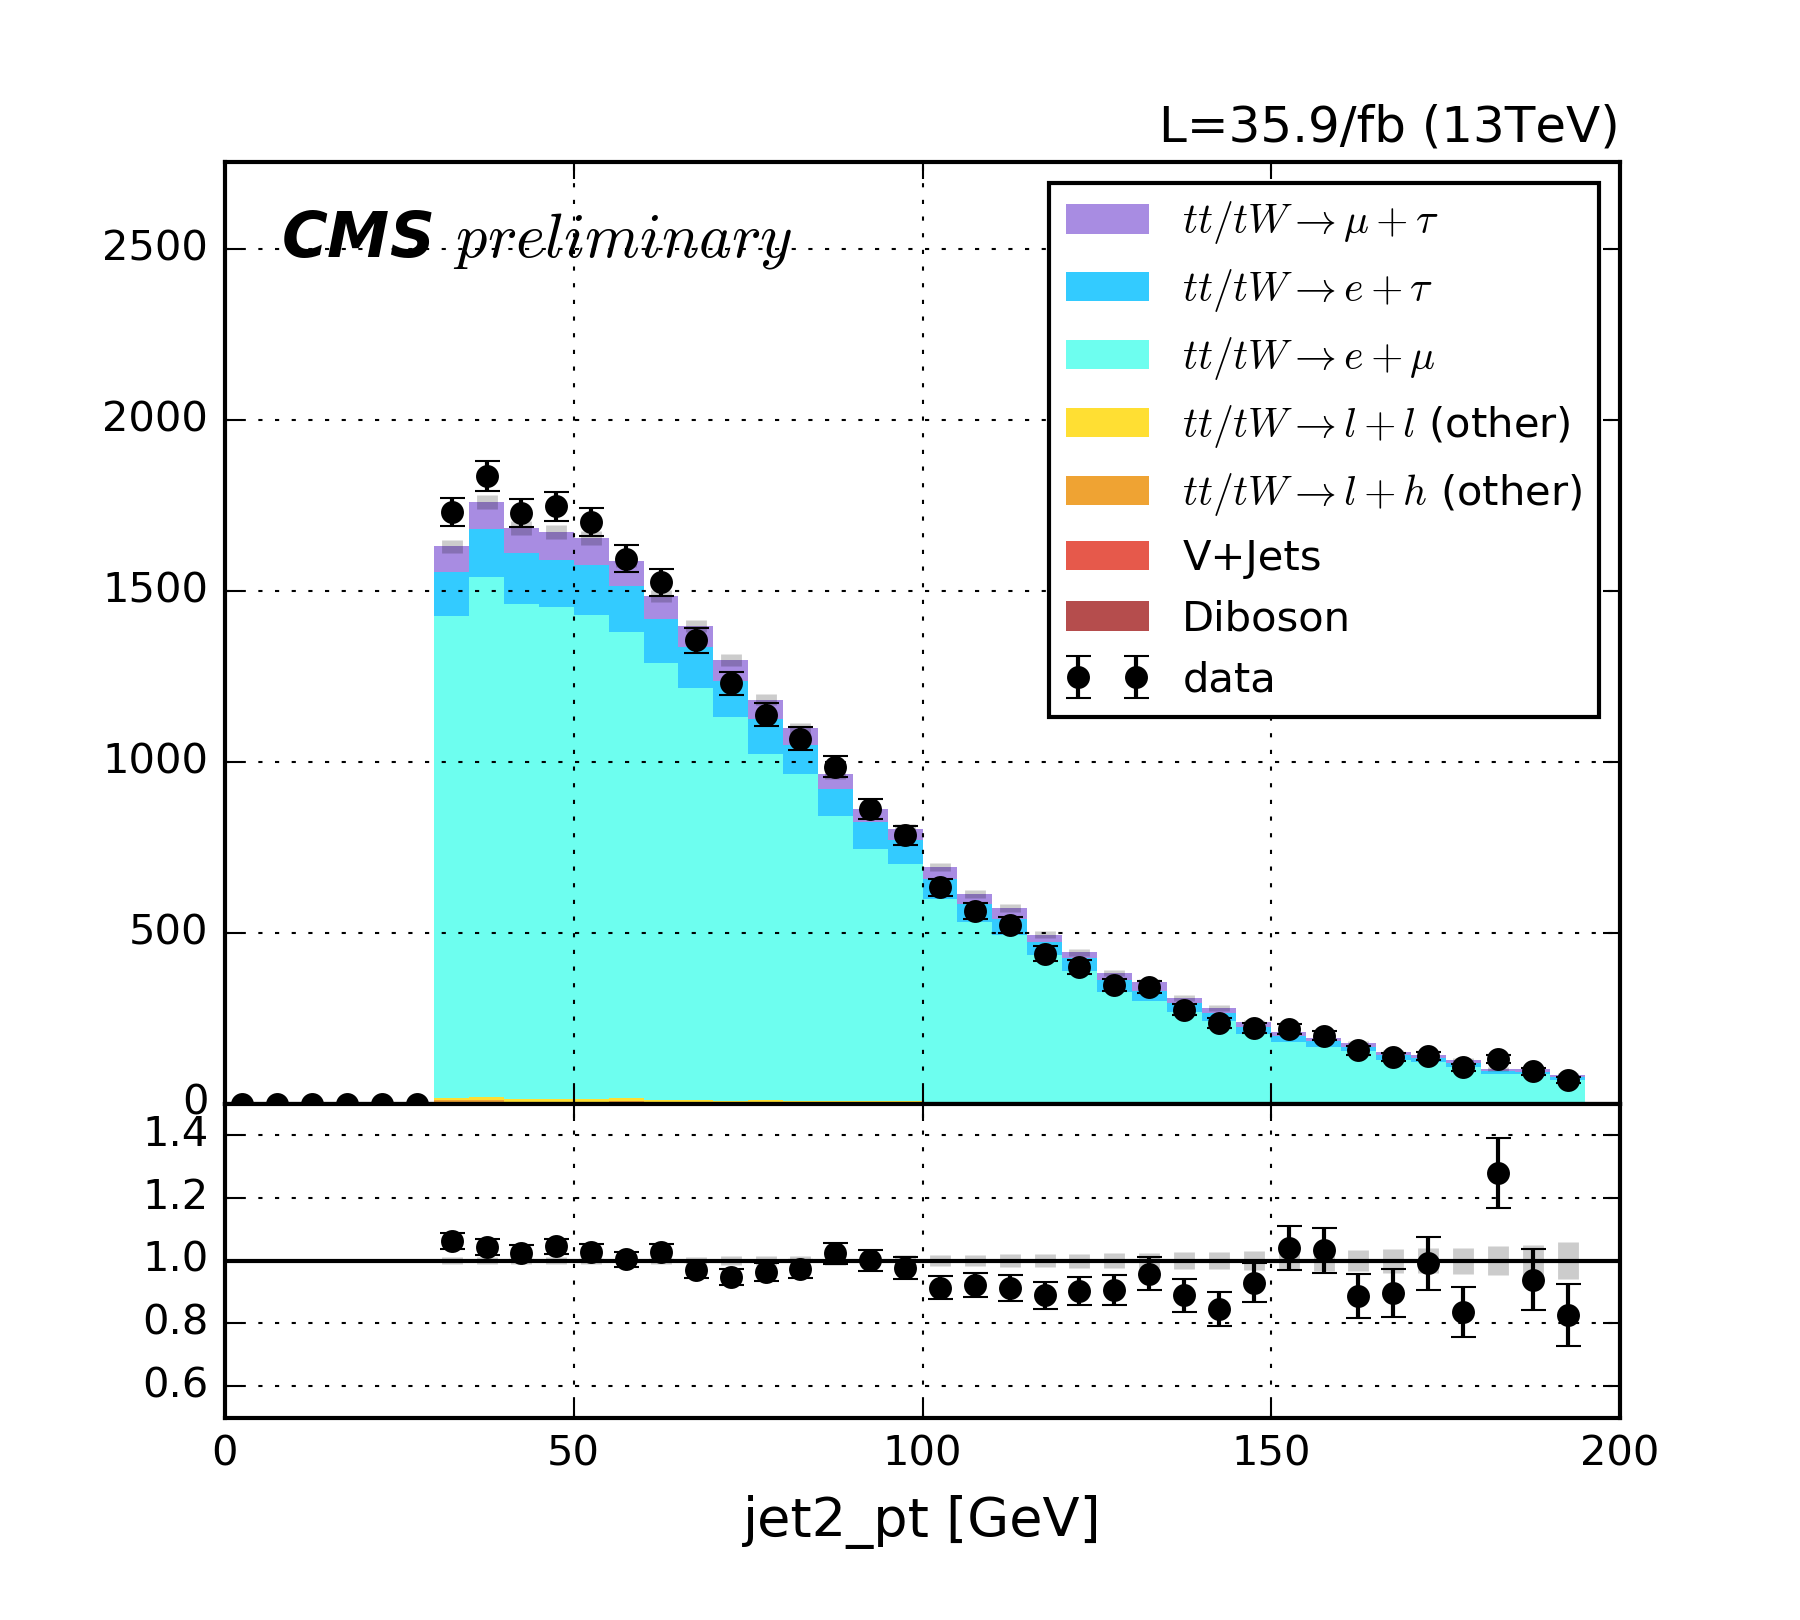 L=35.9/fb (13TeV)
CMS preliminary
tt/tW → μ + τ
tt/tW → e + τ
tt/tW → e + μ
tt/tW → l + l (other)
tt/tW → l + h (other)
V+Jets
Diboson
data
2500
2000
1500
1000
500
0
1.4
1.2
1.0
0.8
0.6
0 50 100 150 200
jet2_pt [GeV]